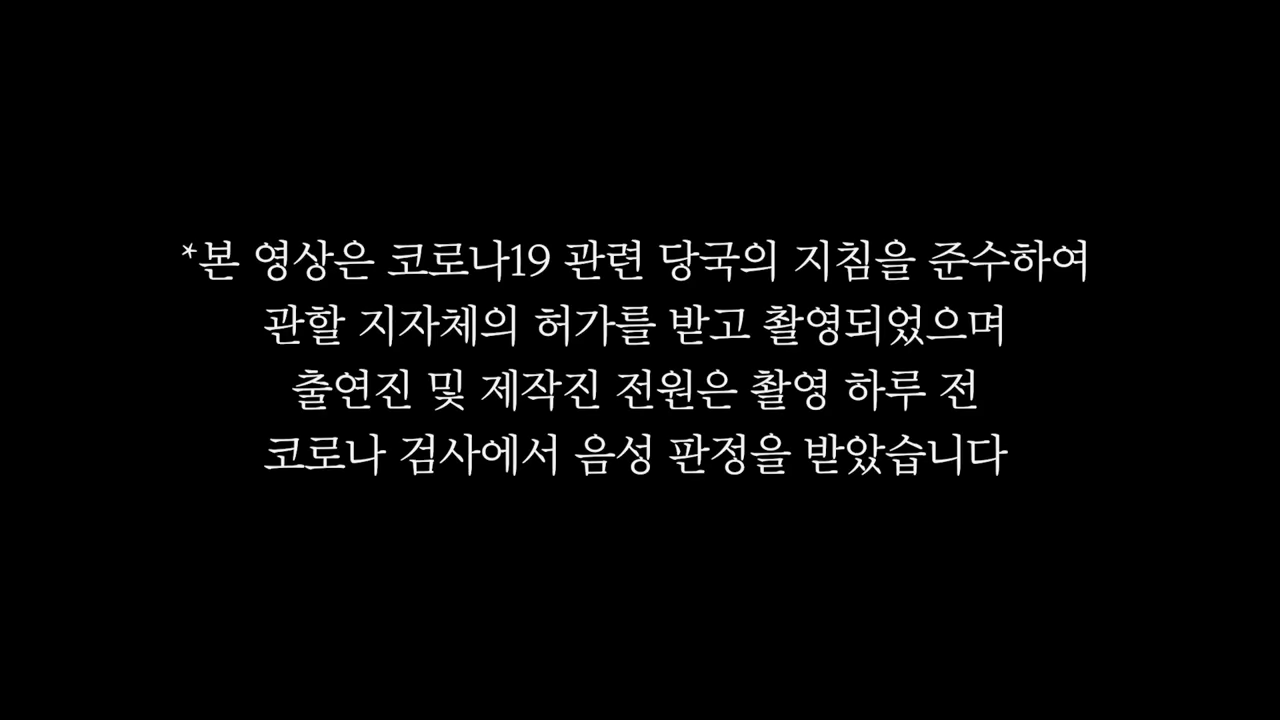 *본 영상은 코로나19 관련 당국의 지침을 준수하여
관할 지자체의 허가를 받고 촬영되었으며
출연진 및 제작진 전원은 촬영 하루 전
코로나 검사에서 음성 판정을 받았습니다